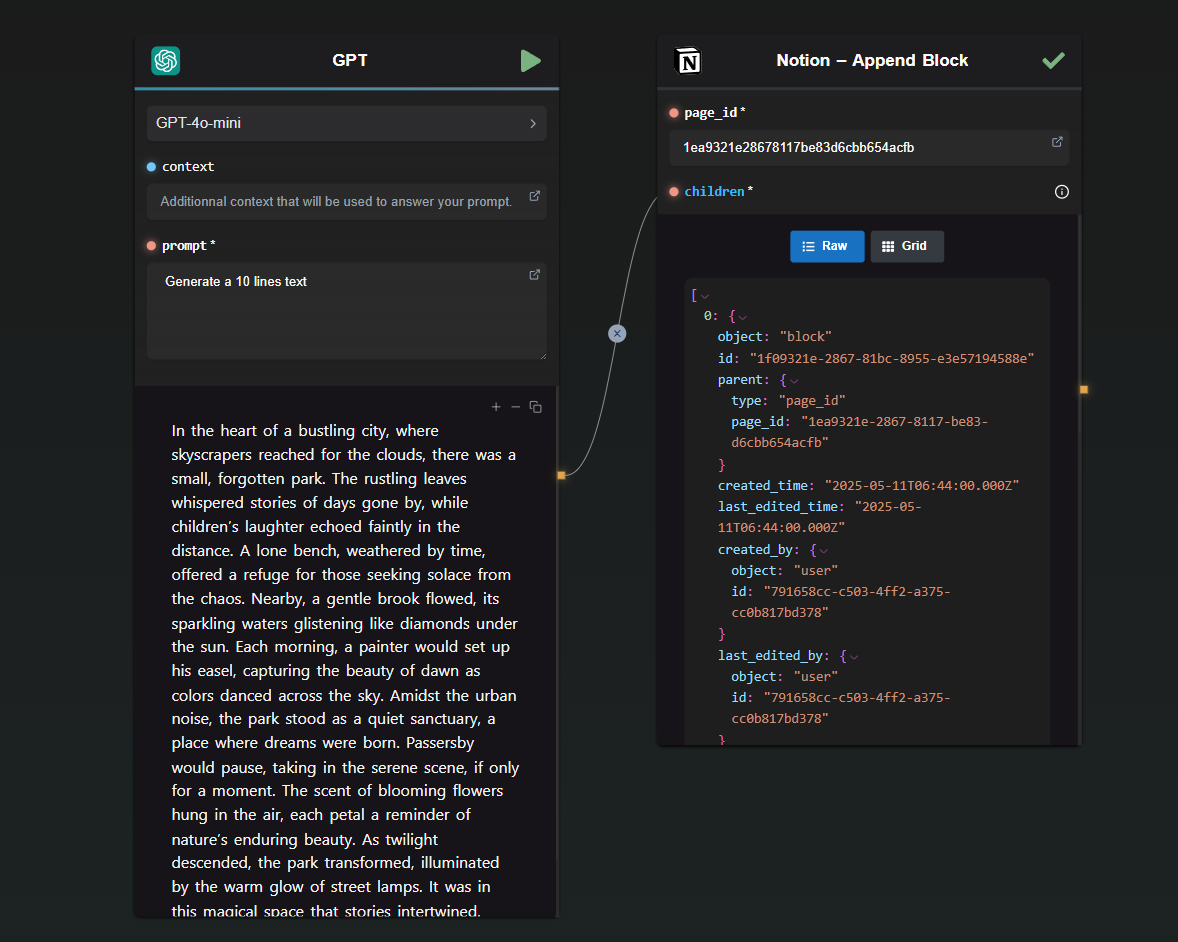 GPT
GPT-4o-mini
context
Additionnal context that will be used to answer your prompt.
prompt*
Generate a 10 lines text
In the heart of a bustling city, where
skyscrapers reached for the clouds, there was a
small, forgotten park. The rustling leaves
whispered stories of days gone by, while
children's laughter echoed faintly in the
distance. A lone bench, weathered by time,
offered a refuge for those seeking solace from
the chaos. Nearby, a gentle brook flowed, its
sparkling waters glistening like diamonds under
the sun. Each morning, a painter would set up
his easel, capturing the beauty of dawn as
colors danced across the sky. Amidst the urban
noise, the park stood as a quiet sanctuary, a
place where dreams were born. Passersby
would pause, taking in the serene scene, if only
for a moment. The scent of blooming flowers
hung in the air, each petal a reminder of
nature's enduring beauty. As twilight
descended, the park transformed, illuminated
by the warm glow of street lamps. It was in
this magical space that stories intertwined,
Notion – Append Block
page_id*
1ea9321e28678117be83d6cbb654acfb
children*
Raw
Grid
[
0: {
object: "block"
id: "1f09321e-2867-81bc-8955-e3e57194588e"
parent: {
type: "page_id"
page_id: "1ea9321e-2867-8117-be83-
d6cbb654acfb"
}
created_time: "2025-05-11T06:44:00.000Z"
last_edited_time: "2025-05-
11T06:44:00.000Z"
created_by: {
object: "user"
id: "791658cc-c503-4ff2-a375-
cc0b817bd378"
}
last_edited_by: {
object: "user"
id: "791658cc-c503-4ff2-a375-
cc0b817bd378"
}